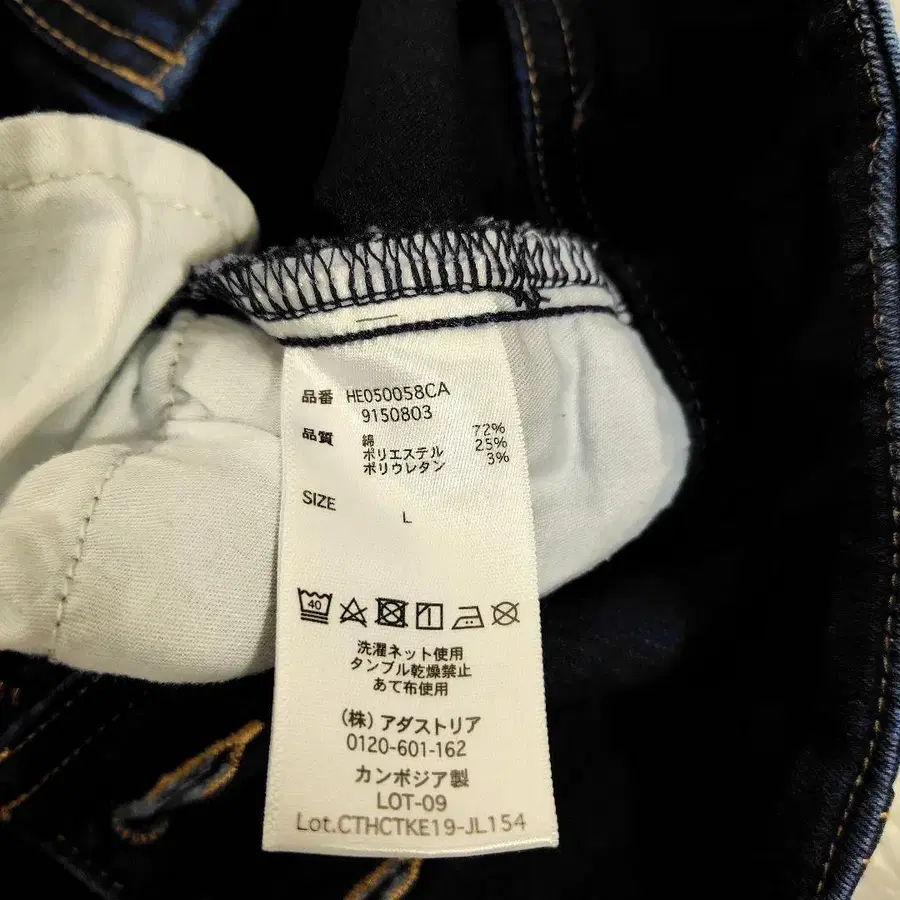 品番 HE050058CA
9150803
品質 綿 72%
ポリエステル 25%
ポリウレタン 3%
SIZE
L
40
洗濯ネット使用
タンブル乾燥禁止
あて布使用
(株)アダストリア
0120-601-162
カンボジア製
LOT-09
Lot.CTHCTKE19-JL154